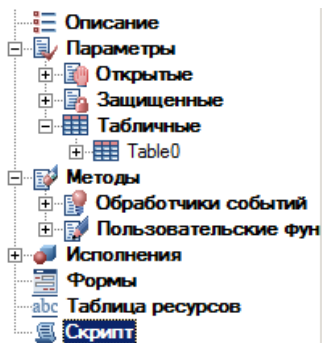 Описание
Параметры
Открытые
Защищенные
Табличные
Table0
Методы
Обработчики событий
Пользовательские фун
Исполнения
Формы
abc Таблица ресурсов
Скрипт